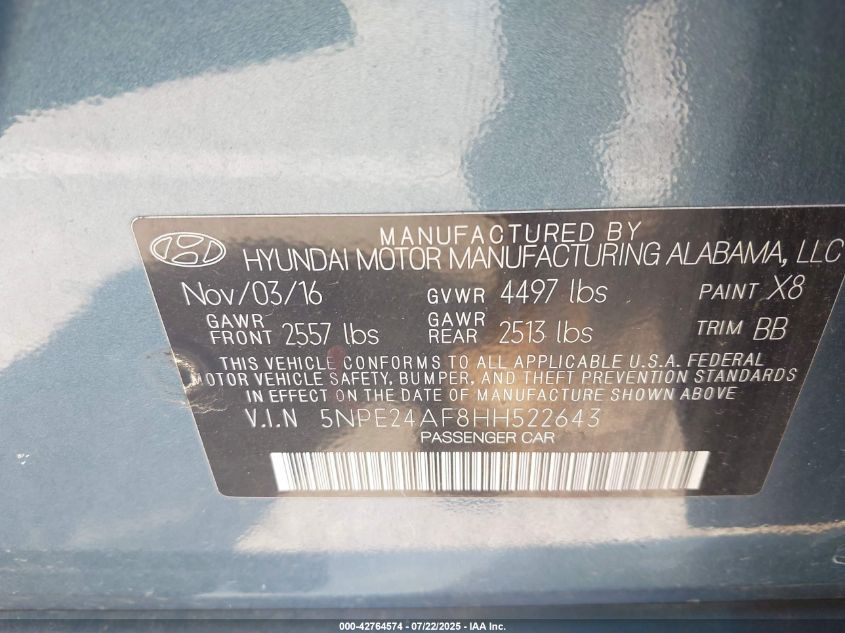 MANUFACTURED BY
HYUNDAI MOTOR MANUFACTURING ALABAMA, LLC
Nov/03/16 GVWR 4497 lbs PAINT X8
GAWR FRONT 2557 lbs GAWR REAR 2513 lbs TRIM BB
THIS VEHICLE CONFORMS TO ALL APPLICABLE U.S.A. FEDERAL
MOTOR VEHICLE SAFETY, BUMPER, AND THEFT PREVENTION STANDARDS
IN EFFECT ON THE DATE OF MANUFACTURE SHOWN ABOVE
V.I.N 5NPE24AF8HH522643
PASSENGER CAR
000-42764574 - 07/22/2025 - IAA Inc.